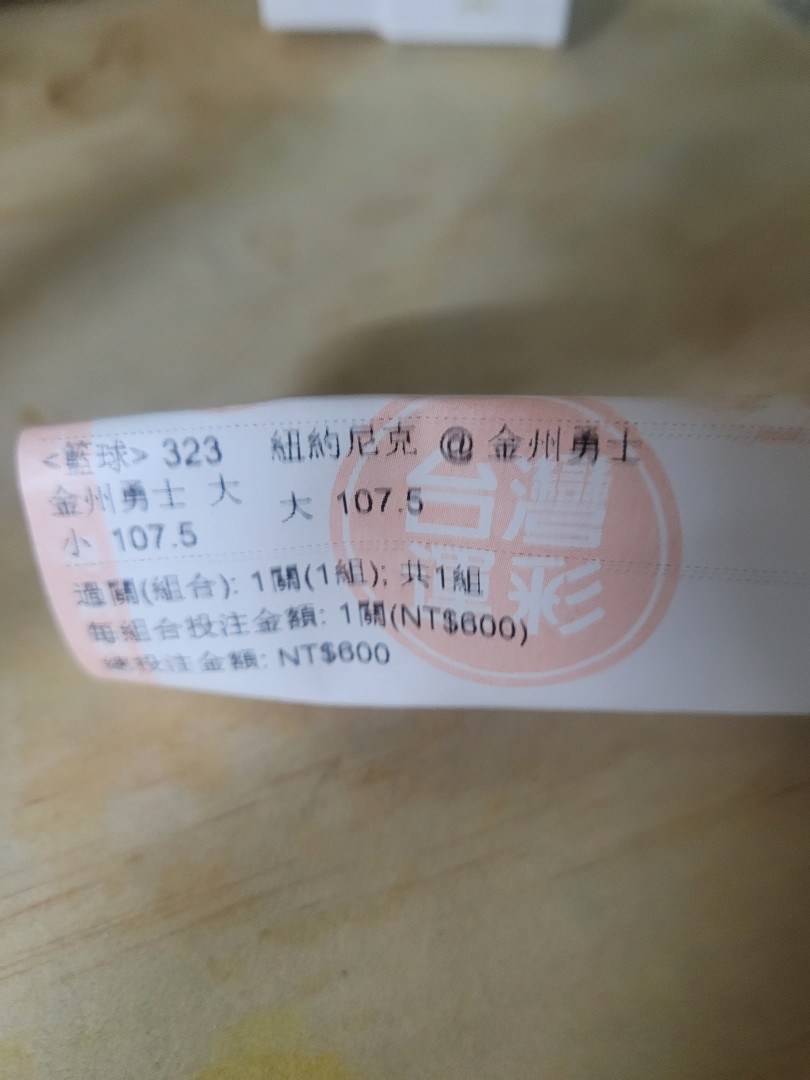 <籃球> 323 紐約尼克 @ 金州勇士
金州勇士 大 大 107.5
小 107.5
過關(組合): 1關(1組); 共1組
每組合投注金額: 1關(NT$600)
總投注金額: NT$600
台灣
運彩